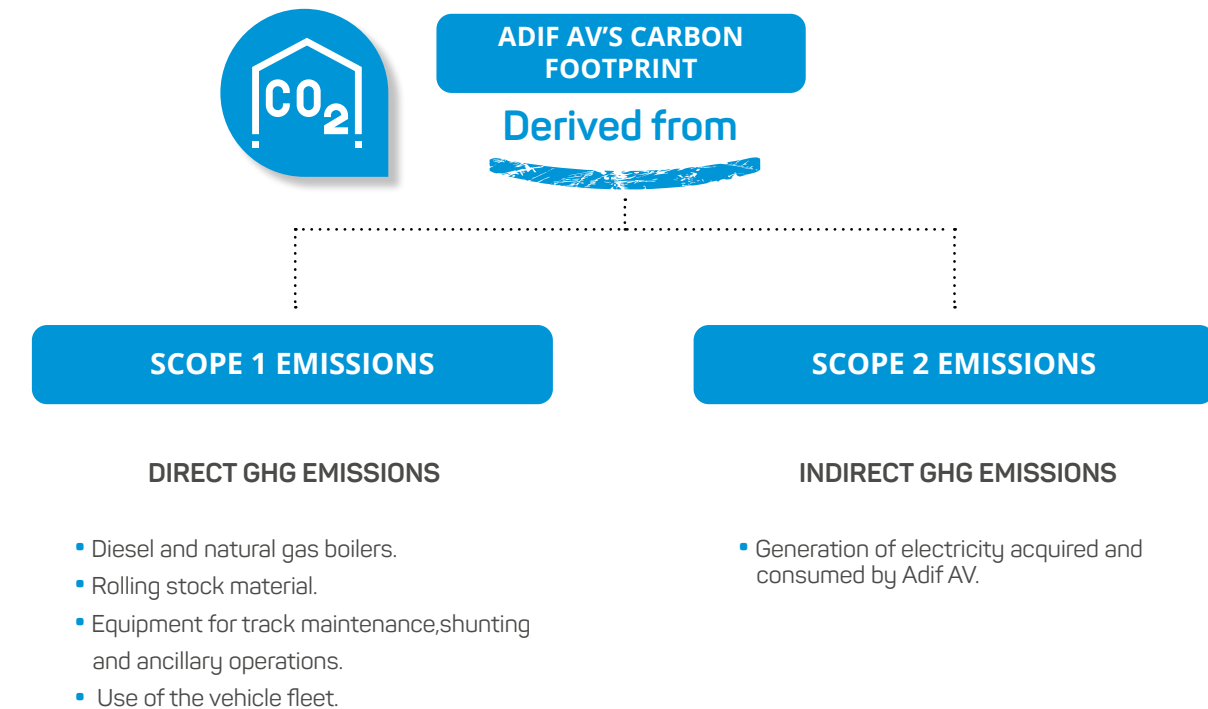 CO2
ADIF AV'S CARBON
FOOTPRINT
Derived from
SCOPE 1 EMISSIONS
DIRECT GHG EMISSIONS
• Diesel and natural gas boilers.
• Rolling stock material.
• Equipment for track maintenance,shunting
and ancillary operations.
• Use of the vehicle fleet.
SCOPE 2 EMISSIONS
INDIRECT GHG EMISSIONS
• Generation of electricity acquired and
consumed by Adif AV.